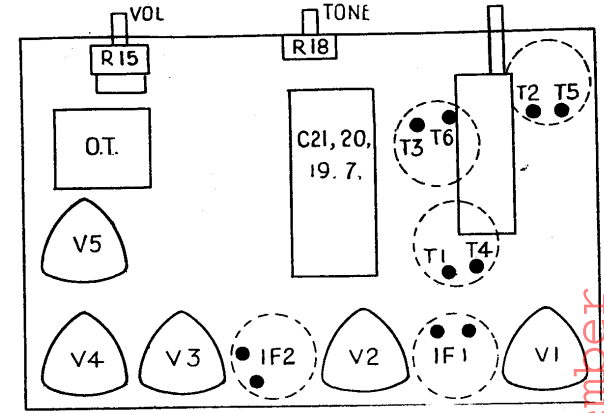 VOL
TONE
R15
R18
T2 T5
O.T.
C21, 20,
19. 7.
T3 T6
V5
T1 T4
V4
V3
IF2
V2
IF1
V1
mber